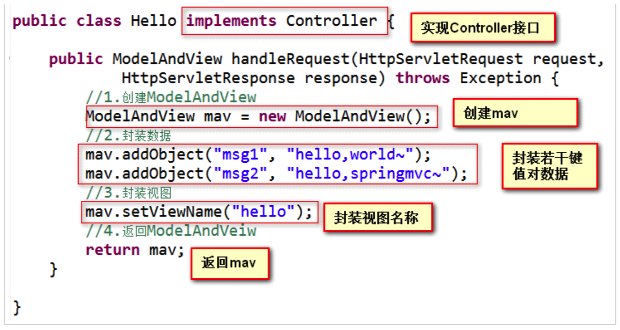 public class Hello implements Controller {
实现Controller接口
public ModelAndView handleRequest(HttpServletRequest request,
HttpServletResponse response) throws Exception {
//1.创建ModelAndView
ModelAndView mav = new ModelAndView();
创建mav
//2.封装数据
mav.addObject("msg1", "hello,world~");
mav.addObject("msg2", "hello,springmvc~");
封装若干键
值对数据
//3.封装视图
mav.setViewName("hello");
封装视图名称
//4.返回ModelAndVeiw
return mav;
返回mav
}
}